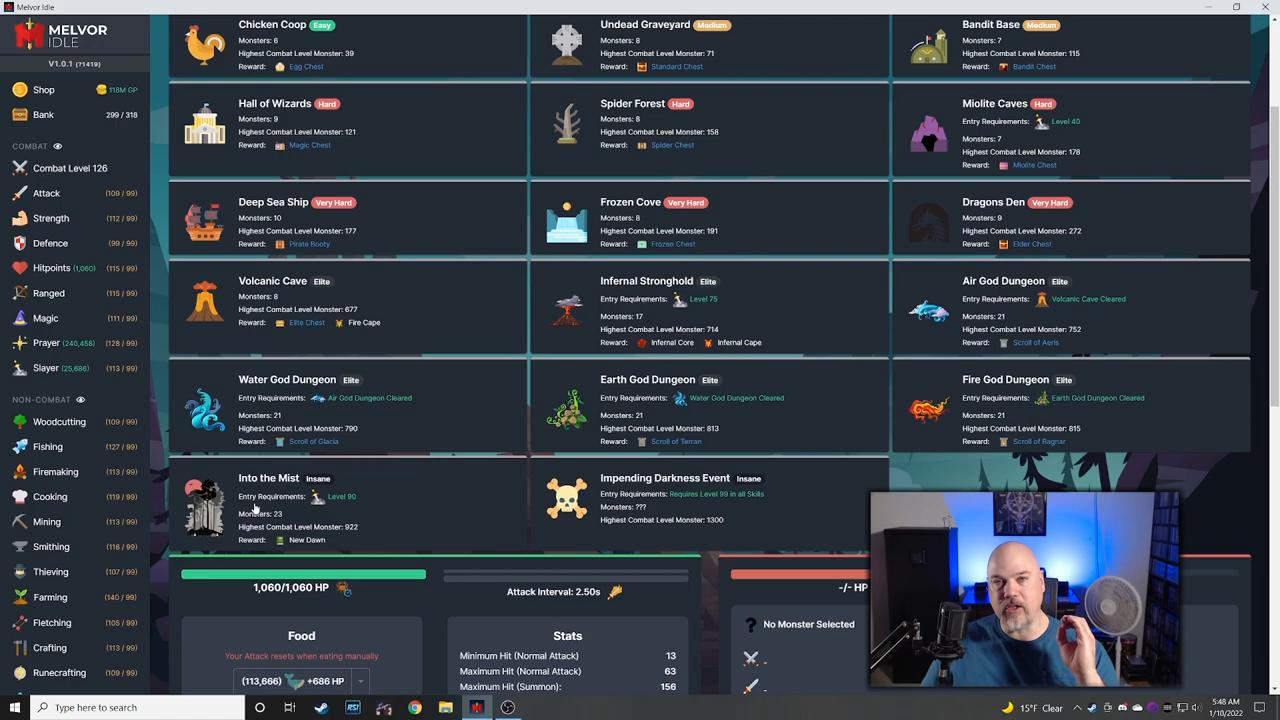 Melvor Idle
MELVOR
IDLE
V1.0.1 (?1419)
Shop 118M GP
Bank 299 / 318
COMBAT
Combat Level 126
Attack (109 / 99)
Strength (112 / 99)
Defence (99 / 99)
Hitpoints (1,060) (115 / 99)
Ranged (115 / 99)
Magic (111 / 99)
Prayer (240,458) (128 / 99)
Slayer (25,686) (113 / 99)
NON-COMBAT
Woodcutting (109 / 99)
Fishing (127 / 99)
Firemaking (113 / 99)
Cooking (119 / 99)
Mining (113 / 99)
Smithing (116 / 99)
Thieving (107 / 99)
Farming (140 / 99)
Fletching (105 / 99)
Crafting (113 / 99)
Runecrafting (113 / 99)
Chicken Coop Easy
Monsters: 6
Highest Combat Level Monster: 39
Reward: Egg Chest
Undead Graveyard Medium
Monsters: 8
Highest Combat Level Monster: 71
Reward: Standard Chest
Bandit Base Medium
Monsters: 7
Highest Combat Level Monster: 115
Reward: Bandit Chest
Hall of Wizards Hard
Monsters: 9
Highest Combat Level Monster: 121
Reward: Magic Chest
Spider Forest Hard
Monsters: 8
Highest Combat Level Monster: 158
Reward: Spider Chest
Miolite Caves Hard
Entry Requirements: Level 40
Monsters: 7
Highest Combat Level Monster: 178
Reward: Miolite Chest
Deep Sea Ship Very Hard
Monsters: 10
Highest Combat Level Monster: 177
Reward: Pirate Booty
Frozen Cove Very Hard
Monsters: 8
Highest Combat Level Monster: 191
Reward: Frozen Chest
Dragons Den Very Hard
Monsters: 9
Highest Combat Level Monster: 272
Reward: Elder Chest
Volcanic Cave Elite
Monsters: 8
Highest Combat Level Monster: 677
Reward: Elite Chest Fire Cape
Infernal Stronghold Elite
Entry Requirements: Level 75
Monsters: 17
Highest Combat Level Monster: 714
Reward: Infernal Core Infernal Cape
Air God Dungeon Elite
Entry Requirements: Volcanic Cave Cleared
Monsters: 21
Highest Combat Level Monster: 752
Reward: Scroll of Aeris
Water God Dungeon Elite
Entry Requirements: Air God Dungeon Cleared
Monsters: 21
Highest Combat Level Monster: 790
Reward: Scroll of Glacia
Earth God Dungeon Elite
Entry Requirements: Water God Dungeon Cleared
Monsters: 21
Highest Combat Level Monster: 813
Reward: Scroll of Terran
Fire God Dungeon Elite
Entry Requirements: Earth God Dungeon Cleared
Monsters: 21
Highest Combat Level Monster: 815
Reward: Scroll of Ragnar
Into the Mist Insane
Entry Requirements: Level 90
Monsters: 23
Highest Combat Level Monster: 922
Reward: New Dawn
Impending Darkness Event Insane
Entry Requirements: Requires Level 99 in all Skills
Monsters: ???
Highest Combat Level Monster: 1300
1,060/1,060 HP
Attack Interval: 2.50s
-/- HP
Food
Your Attack resets when eating manually
(113,666) +686 HP
Stats
Minimum Hit (Normal Attack) 13
Maximum Hit (Normal Attack) 63
Maximum Hit (Summon): 156
? No Monster Selected
-
-
Type here to search
RS!
15°F Clear
5:48 AM
1/10/2022